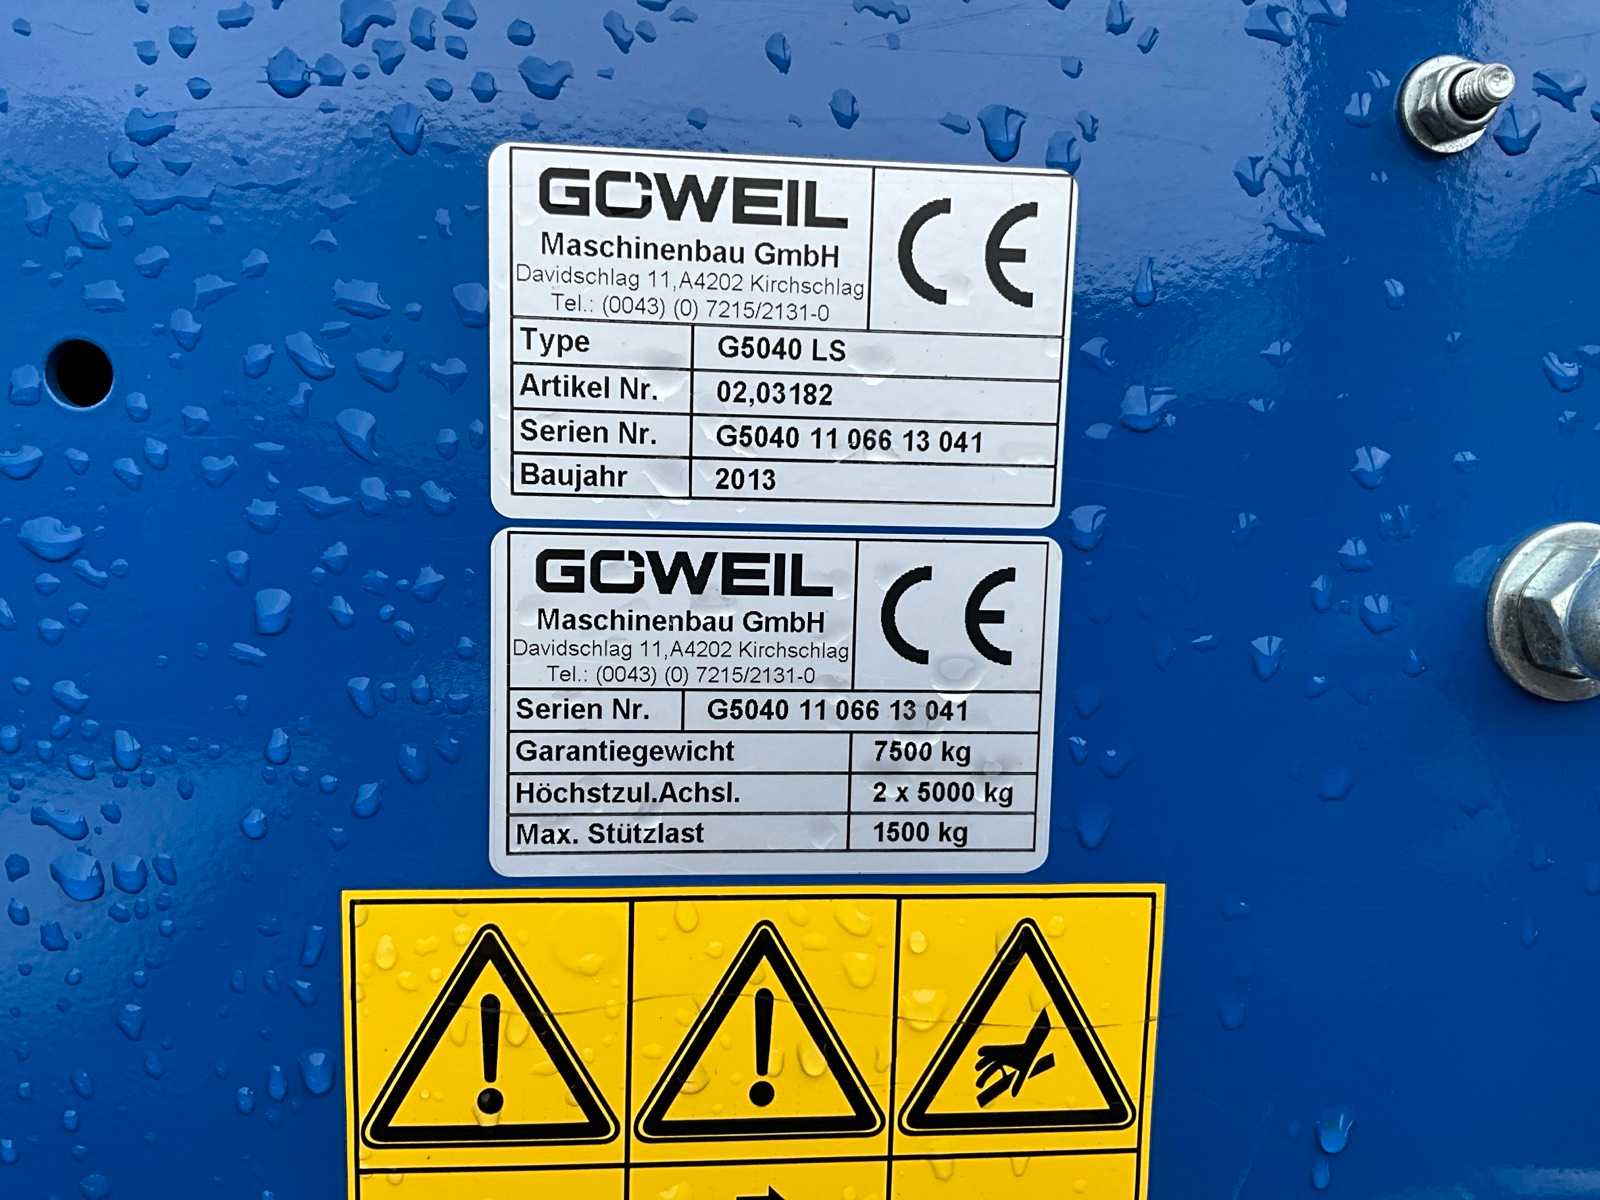 GÖWEIL
Maschinenbau GmbH
Davidschlag 11,A4202 Kirchschlag
Tel.: (0043) (0) 7215/2131-0
CE
Type G5040 LS
Artikel Nr. 02,03182
Serien Nr. G5040 11 066 13 041
Baujahr 2013
GÖWEIL
Maschinenbau GmbH
Davidschlag 11,A4202 Kirchschlag
Tel.: (0043) (0) 7215/2131-0
CE
Serien Nr. G5040 11 066 13 041
Garantiegewicht 7500 kg
Höchstzul.Achsl. 2 x 5000 kg
Max. Stützlast 1500 kg